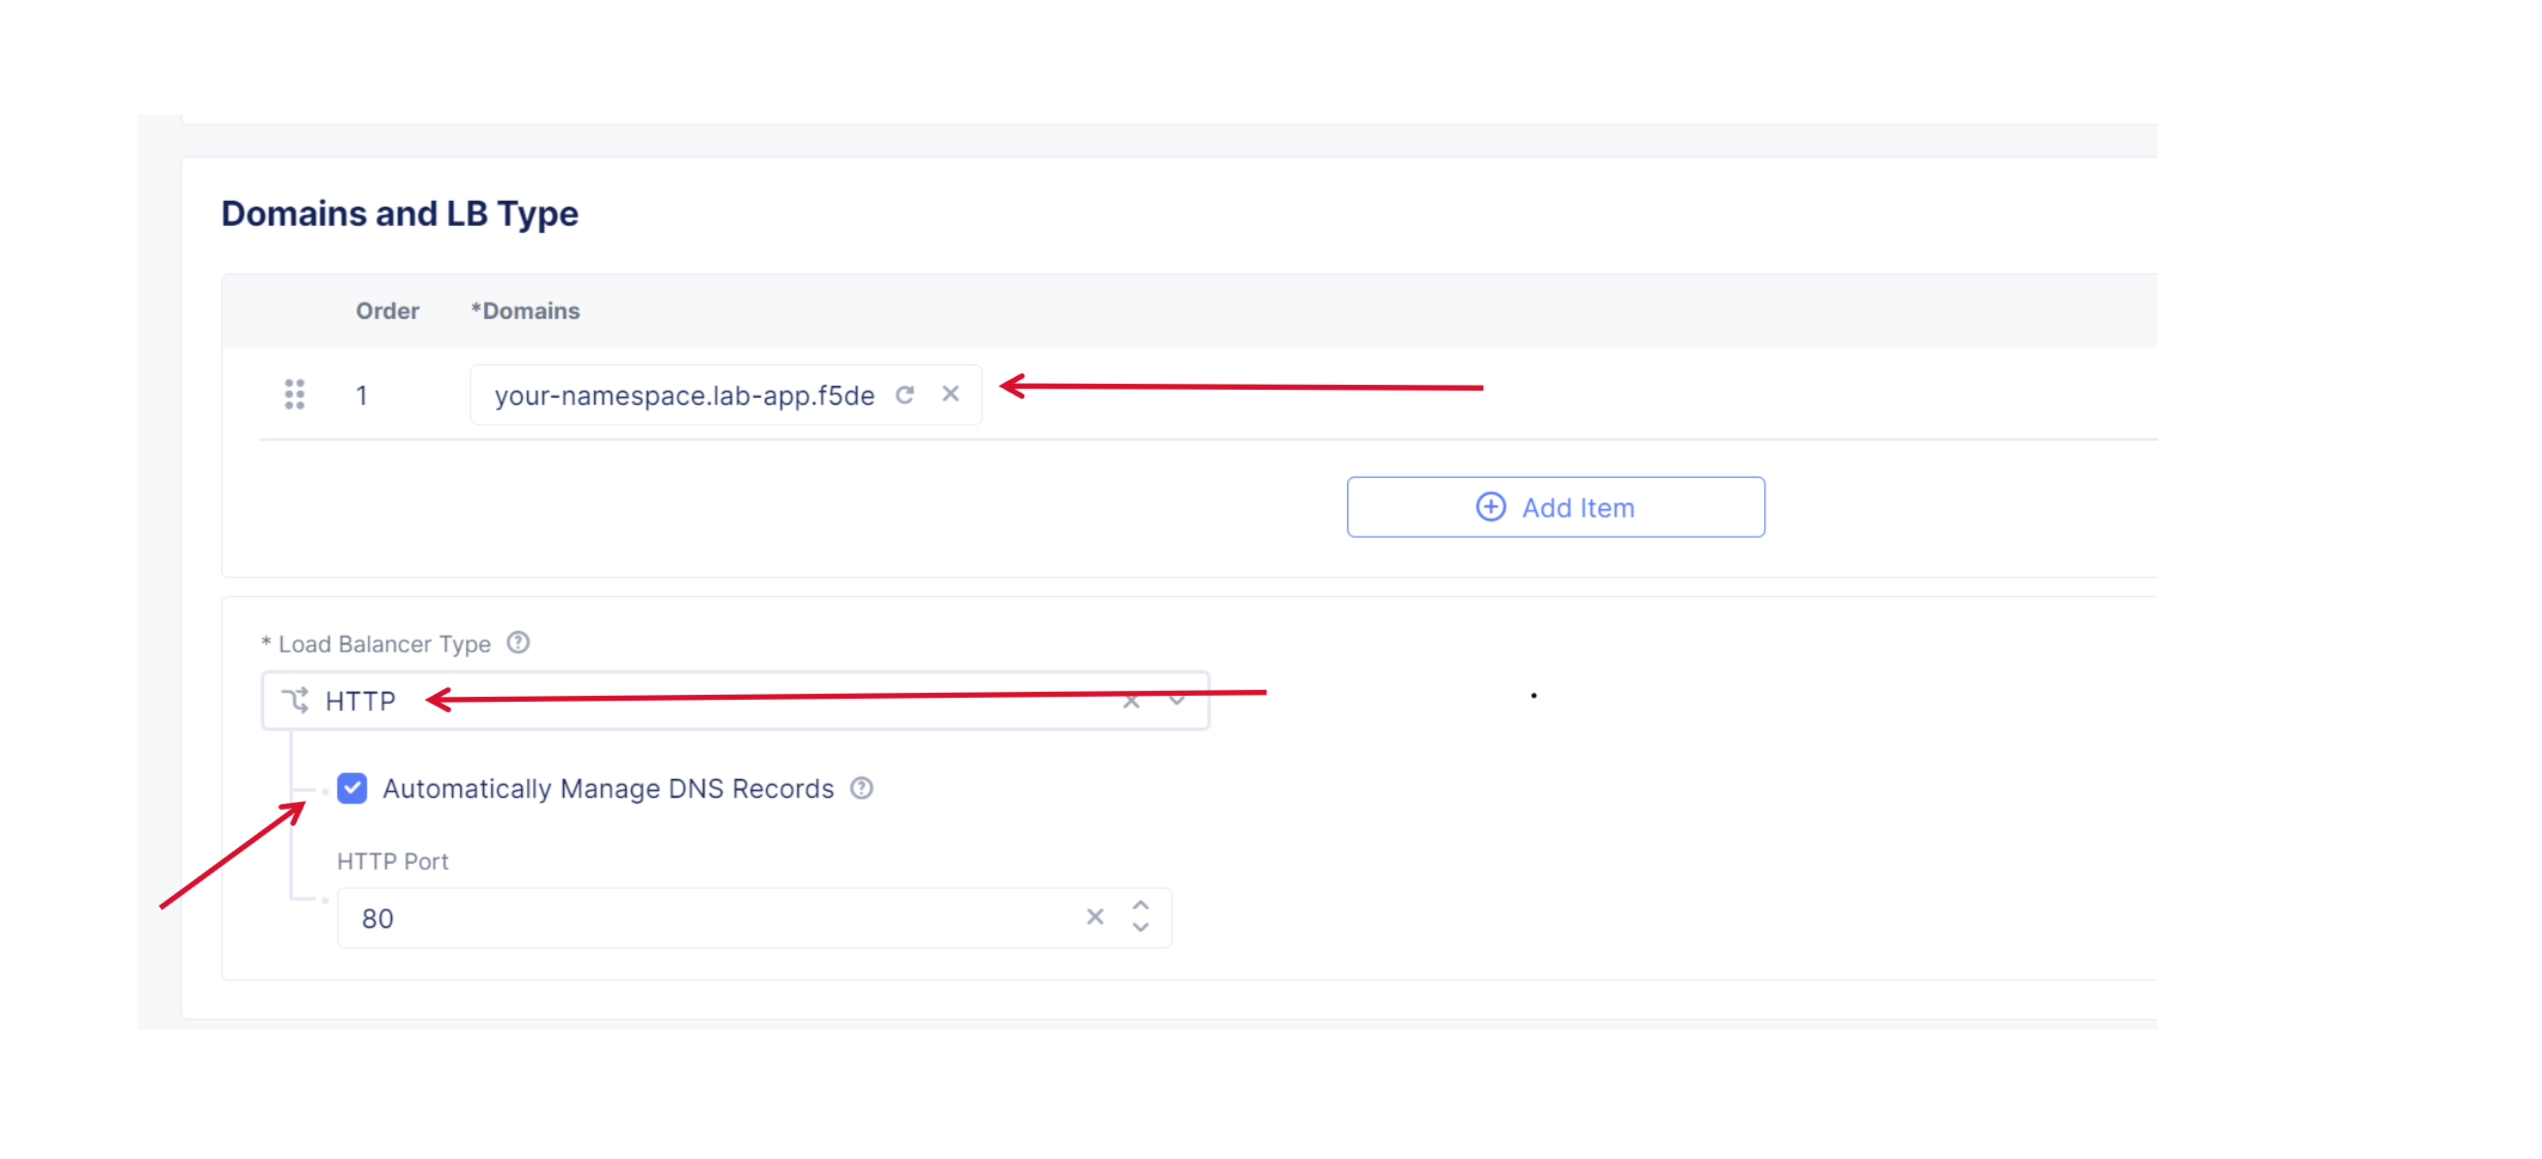 Domains and LB Type
Order *Domains
1 your-namespace.lab-app.f5de
Add Item
* Load Balancer Type
HTTP
Automatically Manage DNS Records
HTTP Port
80